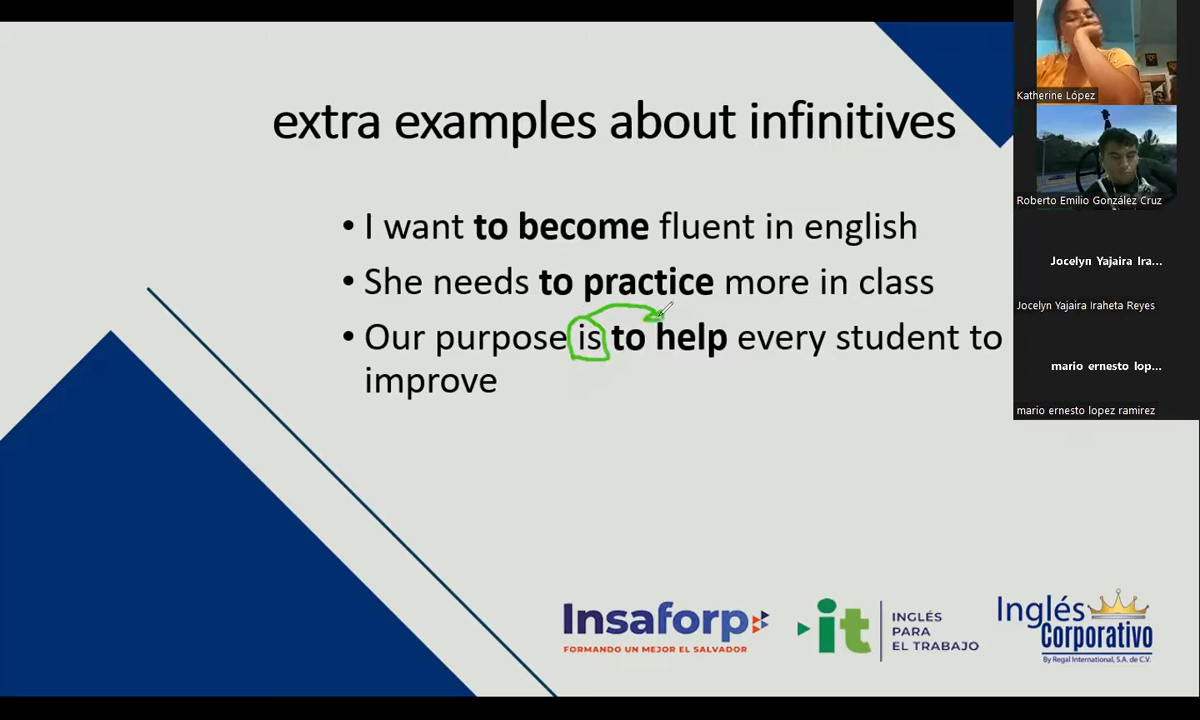 extra examples about infinitives
• I want to become fluent in english
• She needs to practice more in class
• Our purpose is to help every student to
improve
Katherine López
Roberto Emilio González Cruz
Jocelyn Yajaira Ira...
Jocelyn Yajaira Iraheta Reyes
mario ernesto lop...
mario ernesto lopez ramirez
Insaforp
FORMANDO UN MEJOR EL SALVADOR
it
INGLÉS
PARA
EL TRABAJO
Inglés
Corporativo
By Regal International, S.A. de C.V.